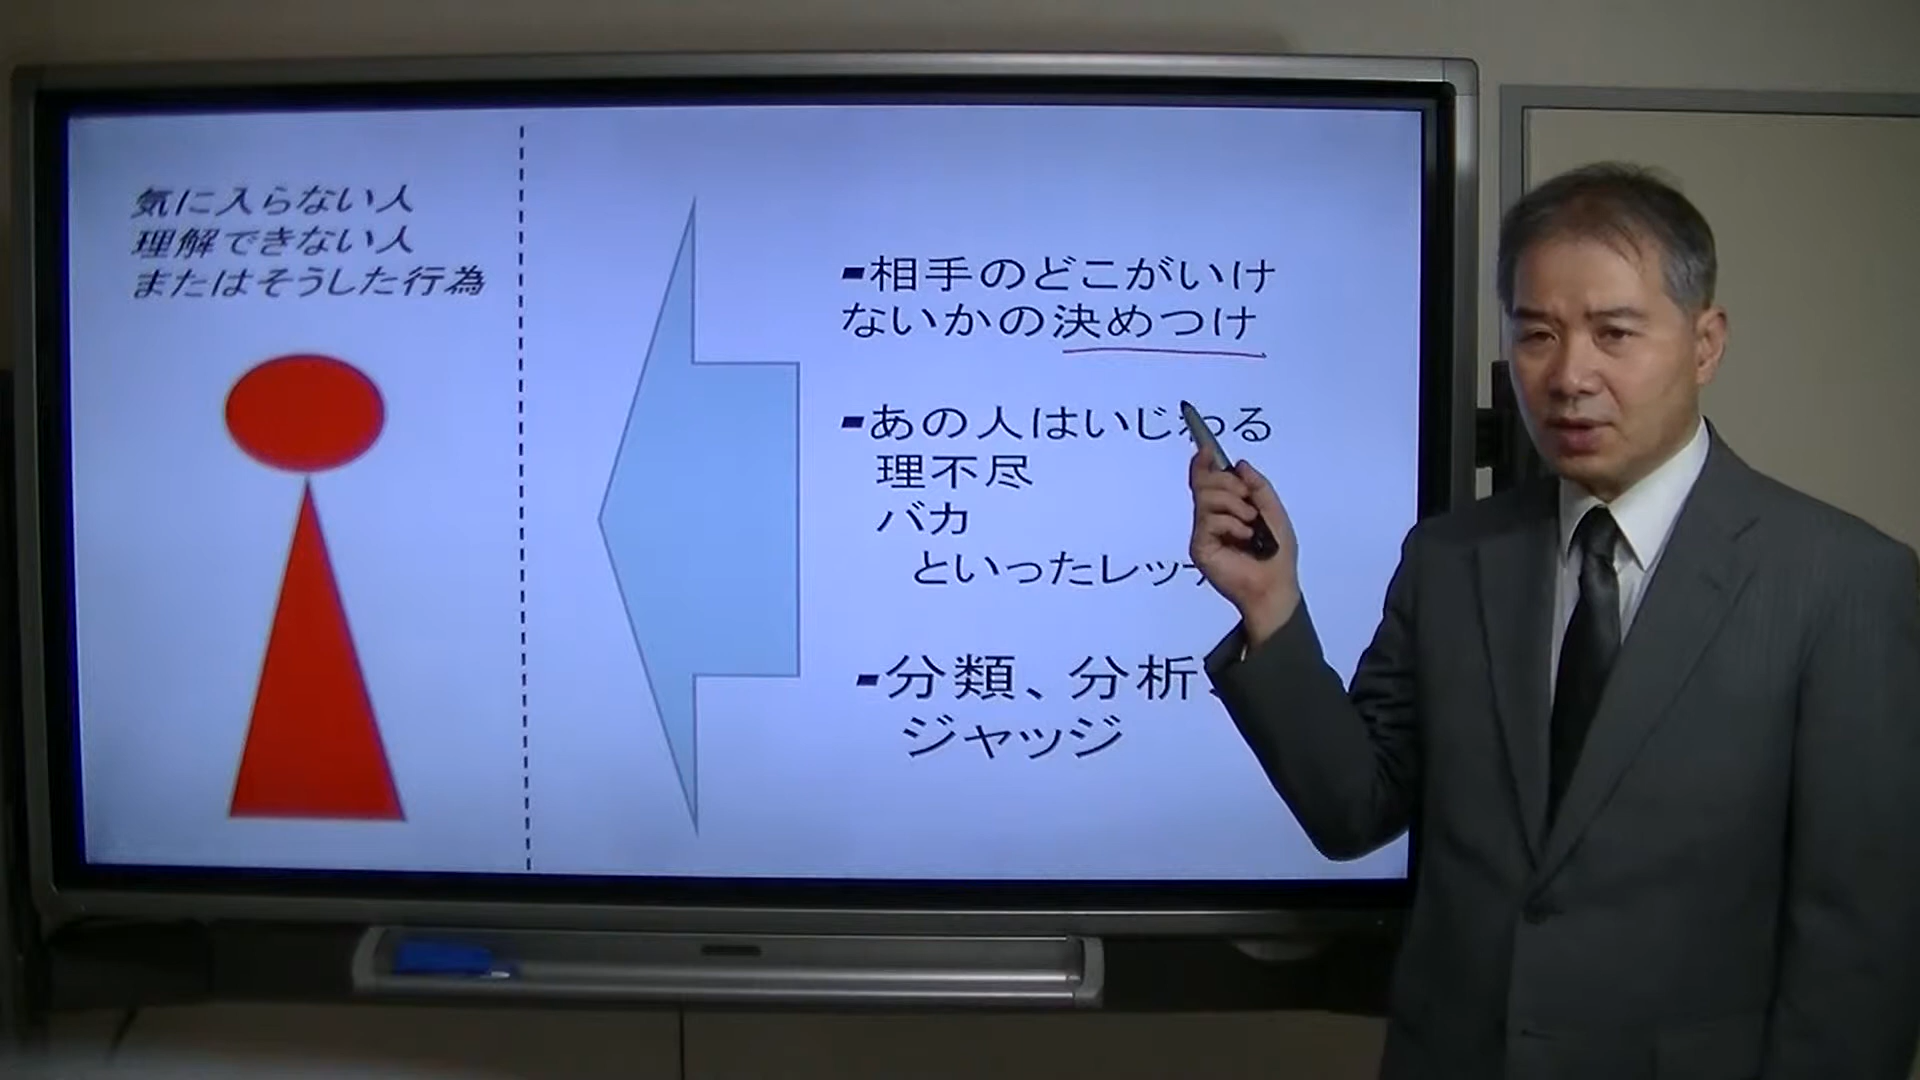 気に入らない人
理解できない人
またはそうした行為
-相手のどこがいけ
ないかの決めつけ
-あの人はいじわる
理不尽
バカ
といったレッ
-分類、分析
ジャッジ